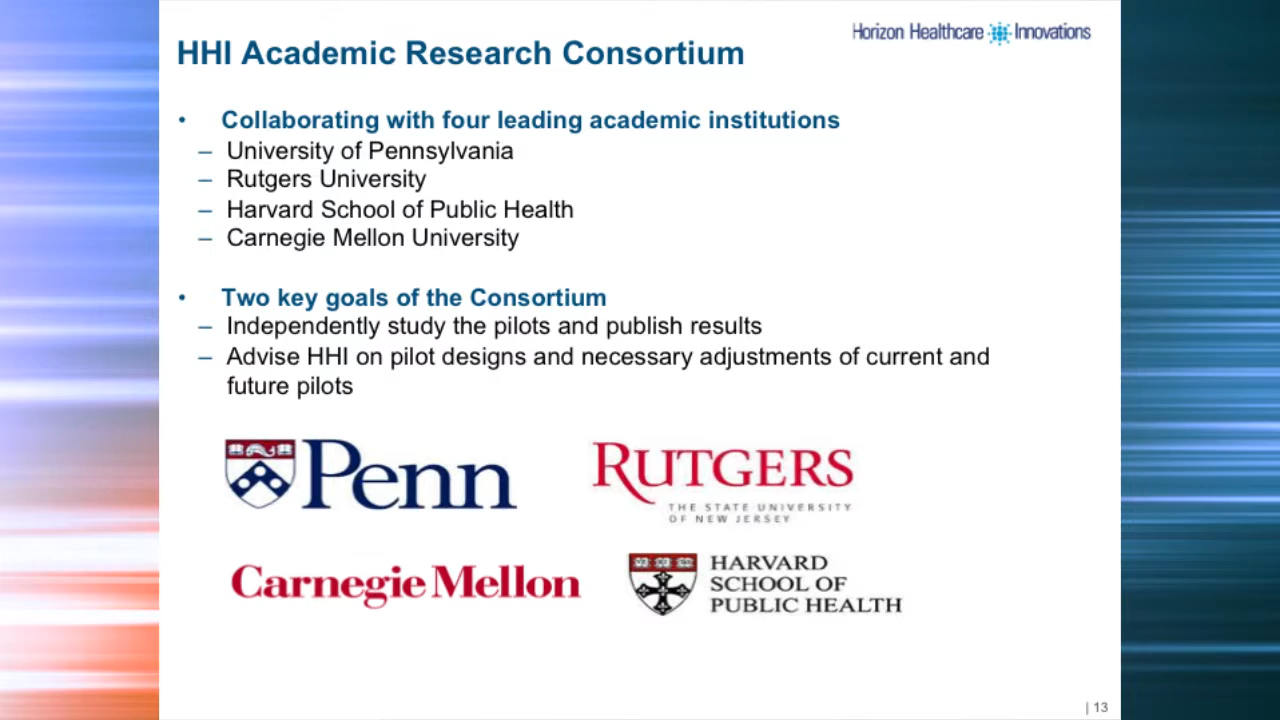 Horizon Healthcare Innovations
HHI Academic Research Consortium
• Collaborating with four leading academic institutions
– University of Pennsylvania
– Rutgers University
– Harvard School of Public Health
– Carnegie Mellon University
• Two key goals of the Consortium
– Independently study the pilots and publish results
– Advise HHI on pilot designs and necessary adjustments of current and
future pilots
Penn
RUTGERS
THE STATE UNIVERSITY
OF NEW JERSEY
Carnegie Mellon
HARVARD
SCHOOL OF
PUBLIC HEALTH
| 13